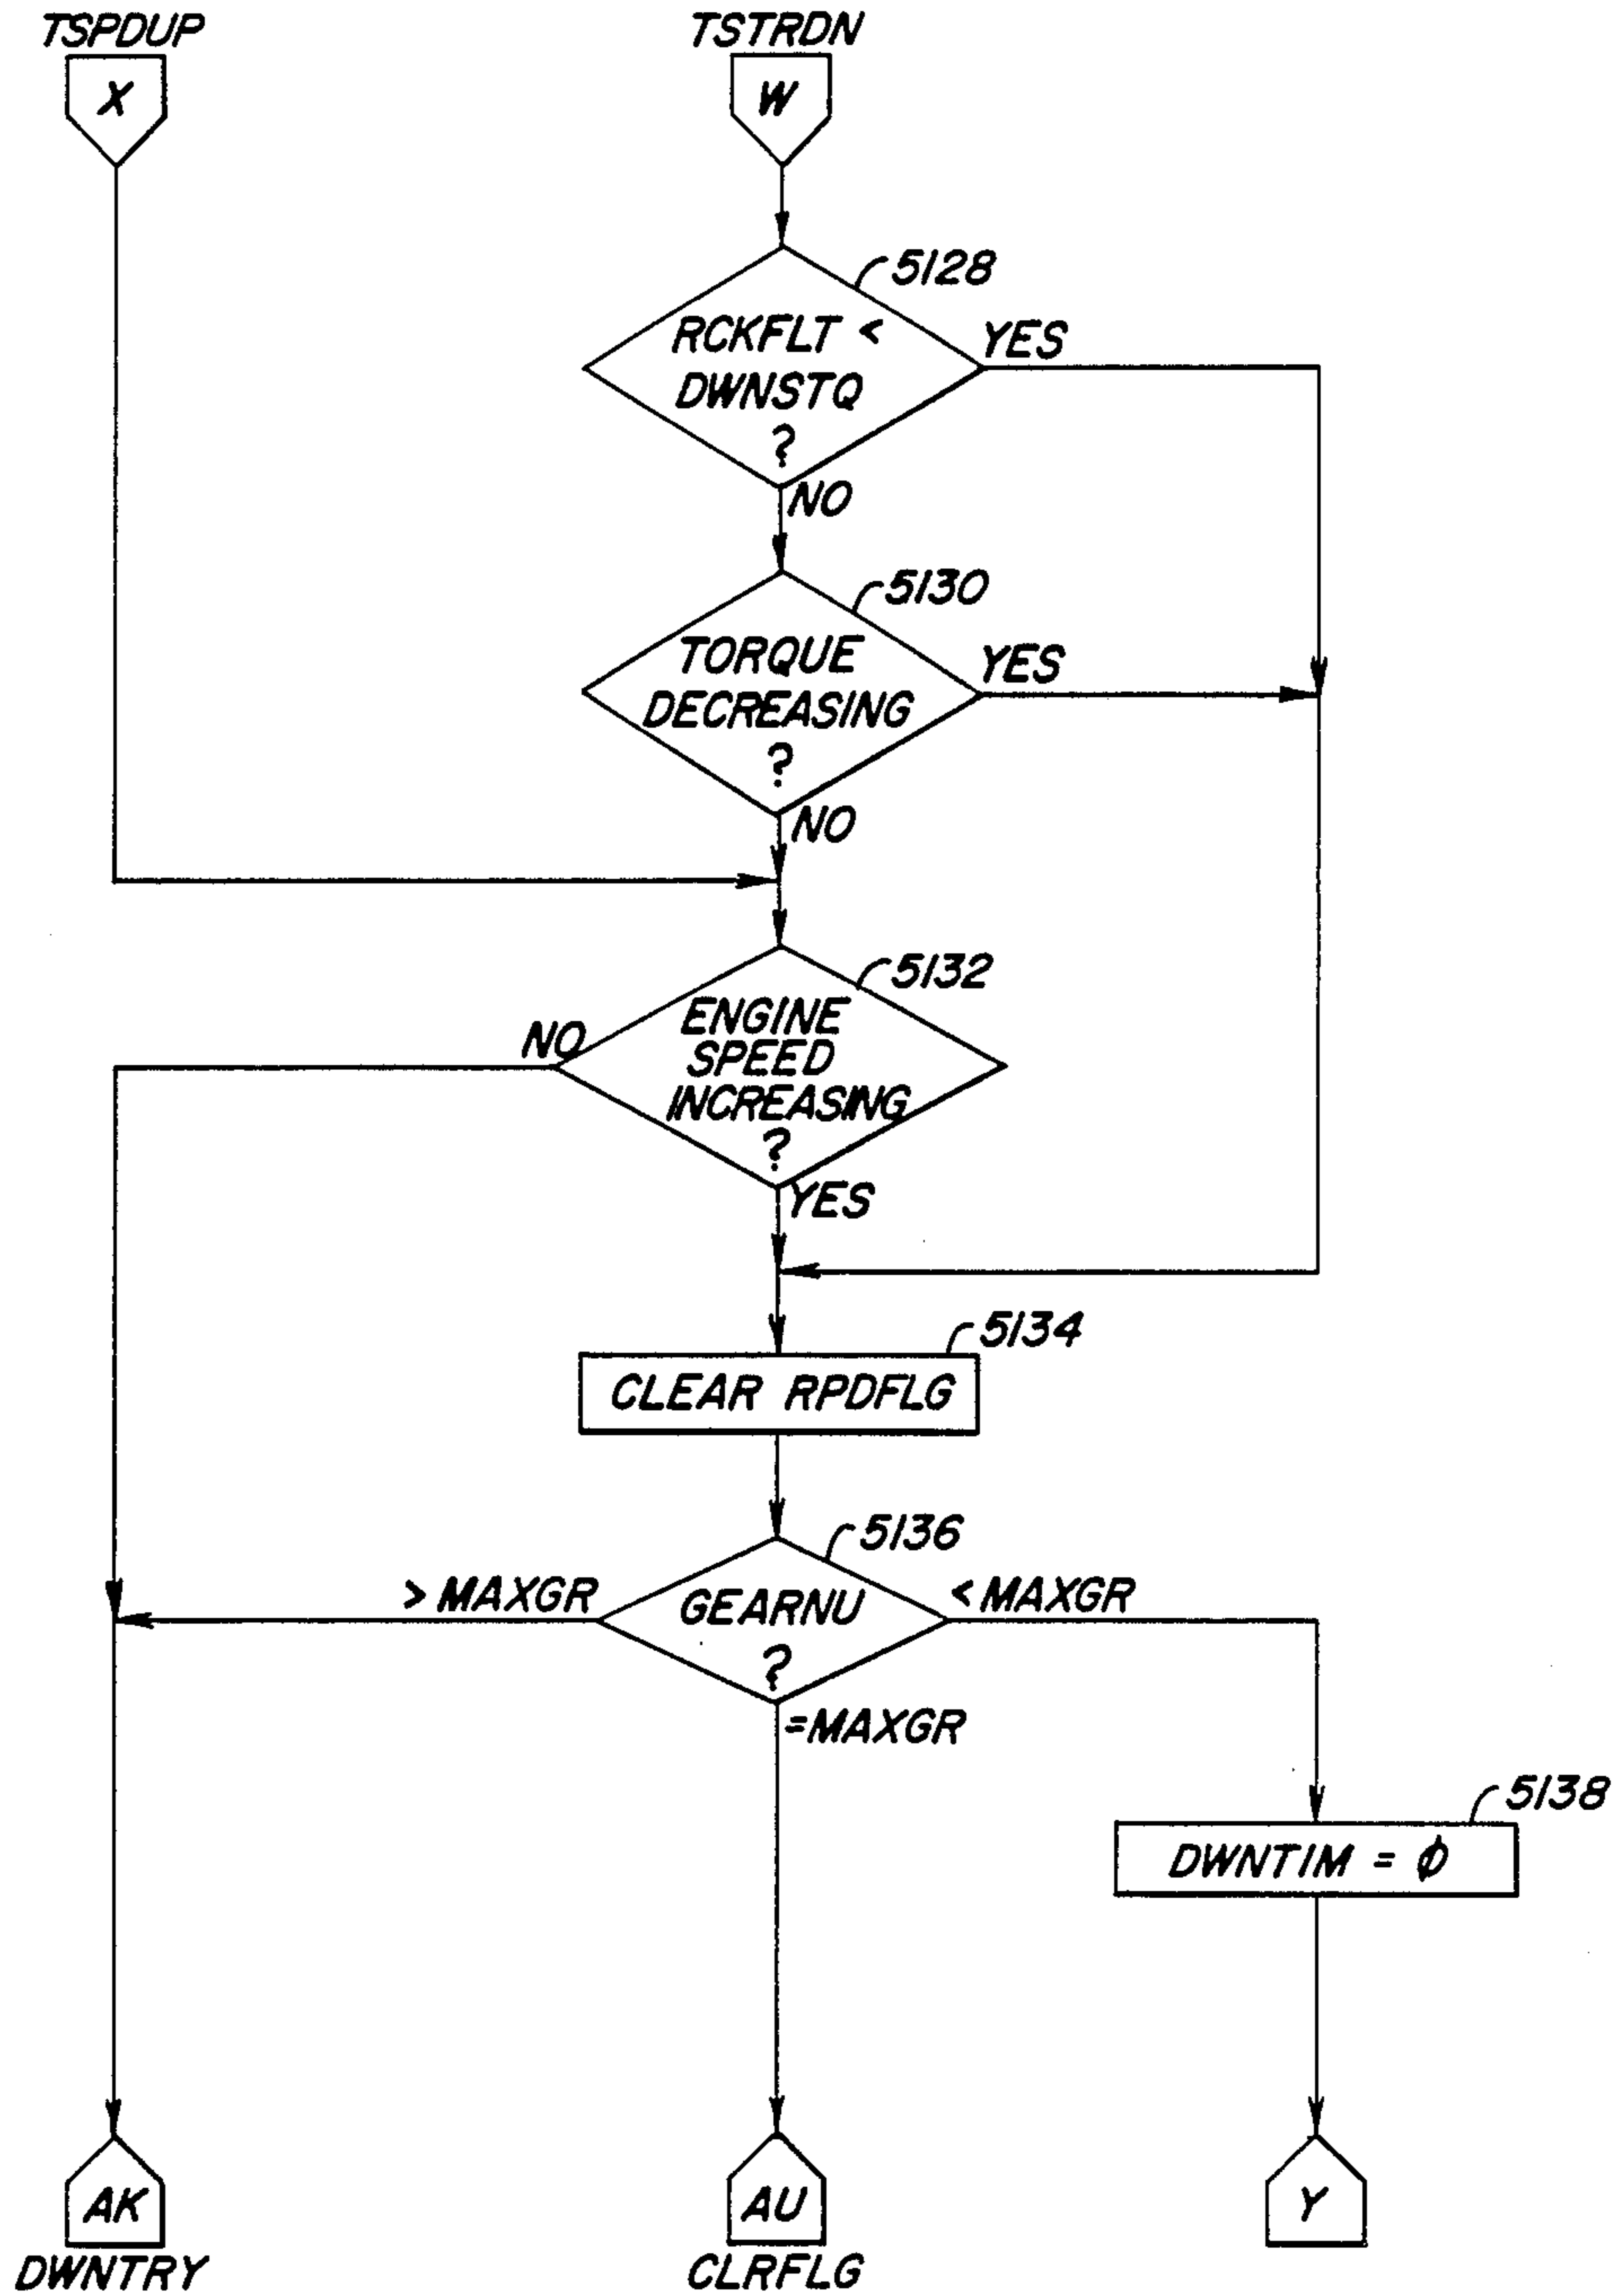 TSPDUP
TSTRDN
X
W
5128
RCKFLT <
DWNSTQ
?
YES
NO
5130
TORQUE
DECREASING
?
YES
NO
5132
ENGINE
SPEED
INCREASING
?
NO
YES
5134
CLEAR RPDFLG
5136
> MAXGR
GEARNU
?
< MAXGR
=MAXGR
5138
DWNTIM = ϕ
AK
AU
Y
DWNTRY
CLRFLG